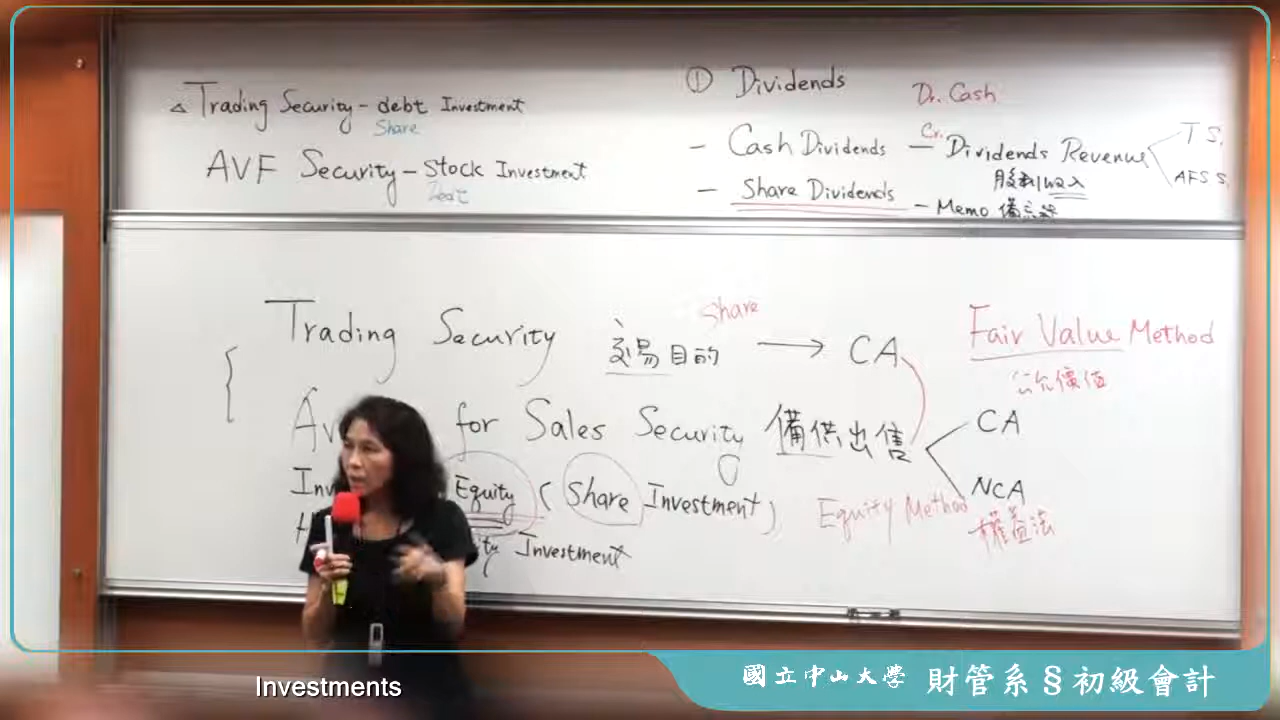 △ Trading Security - debt Investment
Share
AVF Security - Stock Investment
Debt
① Dividends
Dr. Cash
- Cash Dividends
Cr. Dividends Revenue
T S.
AFS S.
股利收入
- Share Dividends
- Memo 備忘錄
Trading Security 交易目的 → CA
Share
Fair Value Method
公允價值
Av for Sales Security 備供出售
CA
NCA
Inv Equity (Share Investment)
Equity Method
權益法
H ty Investment
Investments
國立中山大學 財管系§初級會計